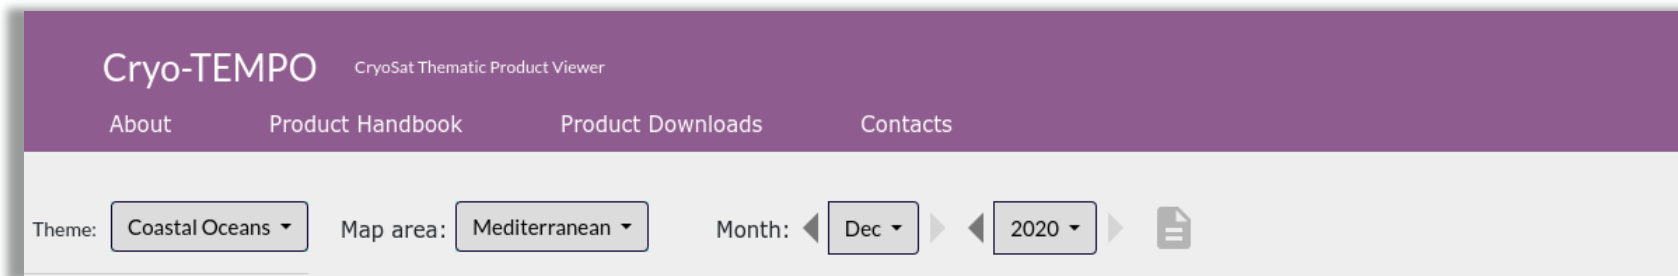 Cryo-TEMPO CryoSat Thematic Product Viewer
About Product Handbook Product Downloads Contacts
Theme: Coastal Oceans Map area: Mediterranean Month: Dec 2020